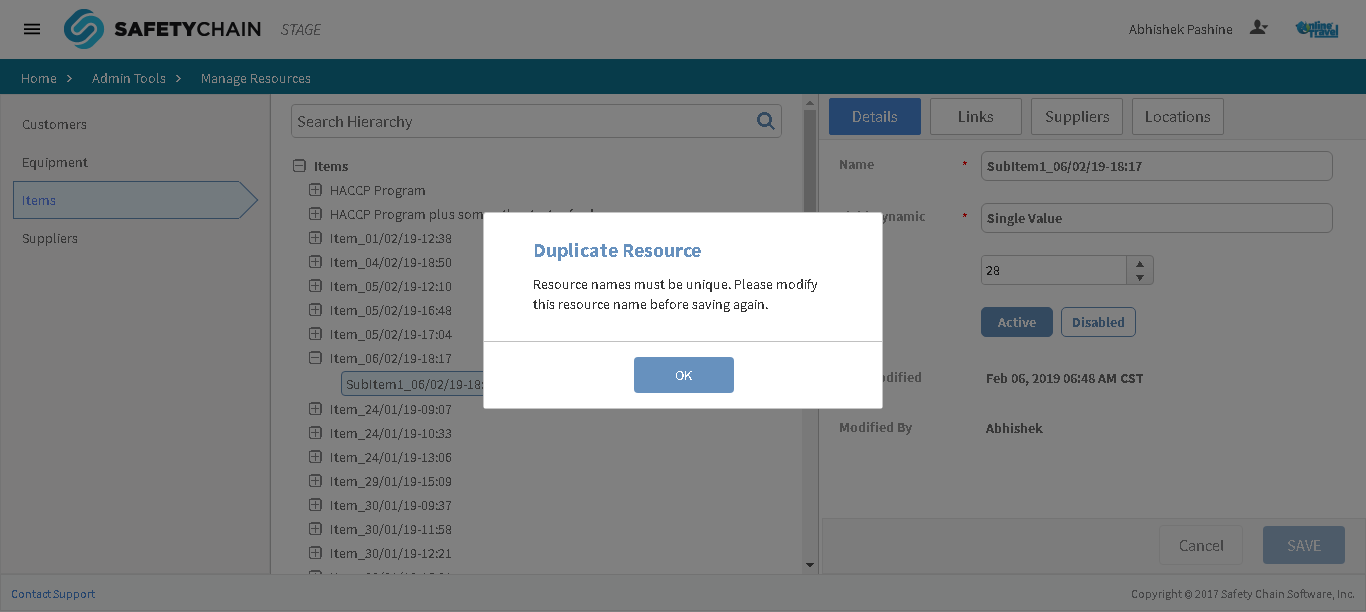 SAFETYCHAIN STAGE
Abhishek Pashine
Online Travel
Home > Admin Tools > Manage Resources
Customers
Equipment
Items
Suppliers
Search Hierarchy
Items
HACCP Program
HACCP Program plus som
Item_01/02/19-12:38
Item_04/02/19-18:50
Item_05/02/19-12:10
Item_05/02/19-16:48
Item_05/02/19-17:04
Item_06/02/19-18:17
SubItem1_06/02/19-18:
Item_24/01/19-09:07
Item_24/01/19-10:33
Item_24/01/19-13:06
Item_29/01/19-15:09
Item_30/01/19-09:37
Item_30/01/19-11:58
Item_30/01/19-12:21
Details
Links
Suppliers
Locations
Name * SubItem1_06/02/19-18:17
ynamic * Single Value
28
Active Disabled
odified Feb 06, 2019 06:48 AM CST
Modified By Abhishek
Cancel SAVE
Duplicate Resource
Resource names must be unique. Please modify
this resource name before saving again.
OK
Contact Support
Copyright © 2017 Safety Chain Software, Inc.